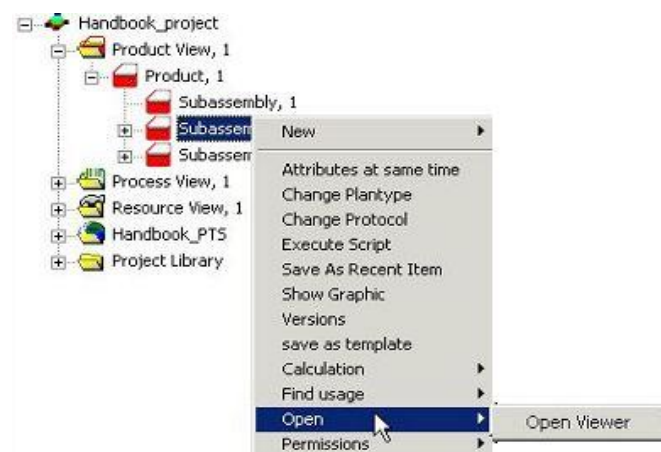 Handbook_project
Product View, 1
Product, 1
Subassembly, 1
Subassem
Subassem
Process View, 1
Resource View, 1
Handbook_PTS
Project Library
New
Attributes at same time
Change Plantype
Change Protocol
Execute Script
Save As Recent Item
Show Graphic
Versions
save as template
Calculation
Find usage
Open
Permissions
Open Viewer